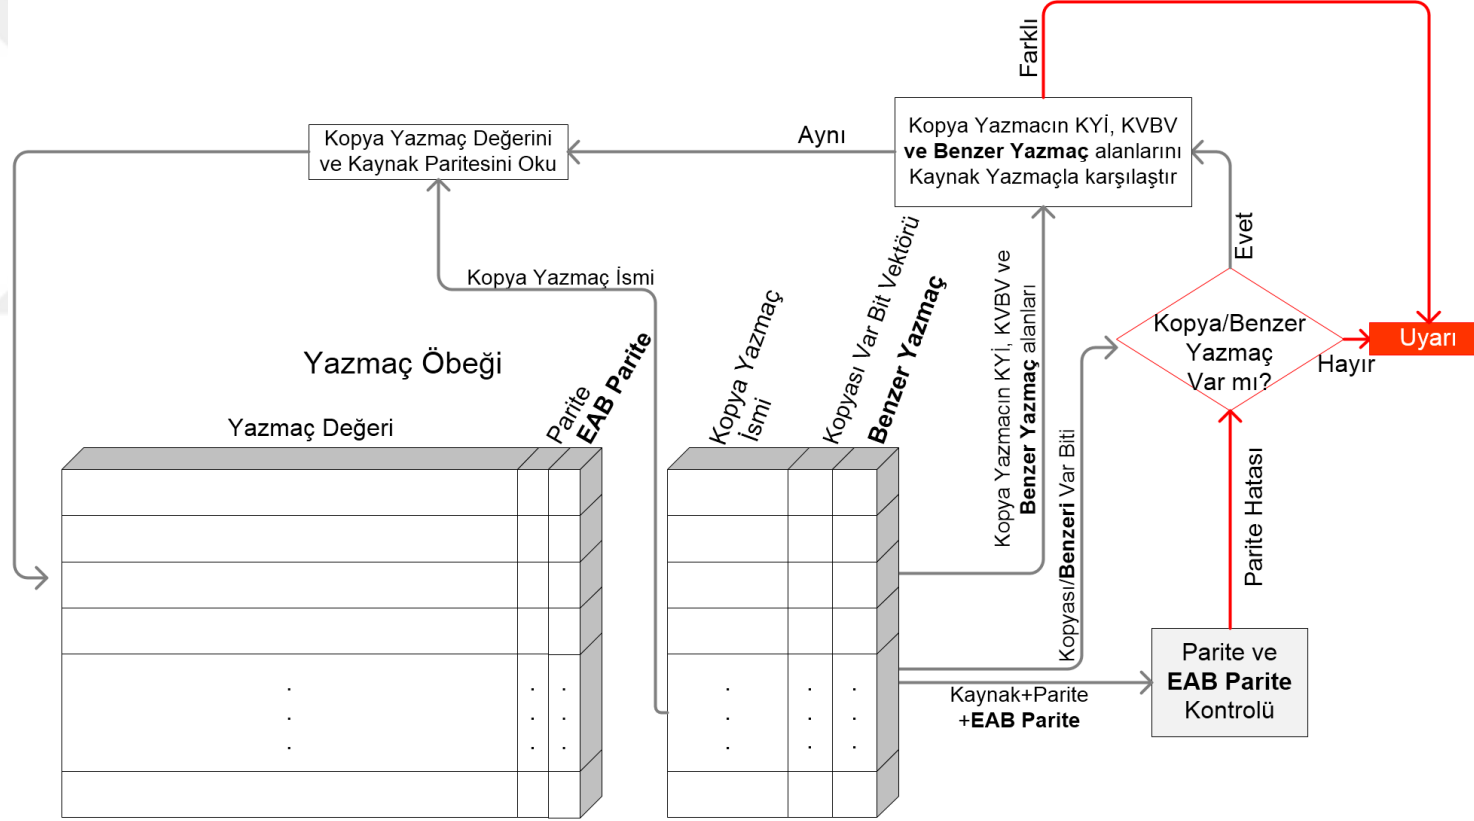 Farklı
Kopya Yazmaç Değerini
ve Kaynak Paritesini Oku
Aynı
Kopya Yazmacın KYİ, KVBV
ve Benzer Yazmaç alanlarını
Kaynak Yazmaçla karşılaştır
Evet
Kopya Yazmaç İsmi
Kopya/Benzer
Yazmaç
Var mı?
Hayır
Uyarı
Yazmaç Öbeği
Yazmaç Değeri
Parite
EAB Parite
Kopya Yazmaç
İsmi
Kopyası Var Bit Vektörü
Benzer Yazmaç
Kopya Yazmacın KYİ, KVBV ve
Benzer Yazmaç alanları
Kopyası/Benzeri Var Biti
Parite Hatası
Kaynak+Parite
+EAB Parite
Parite ve
EAB Parite
Kontrolü